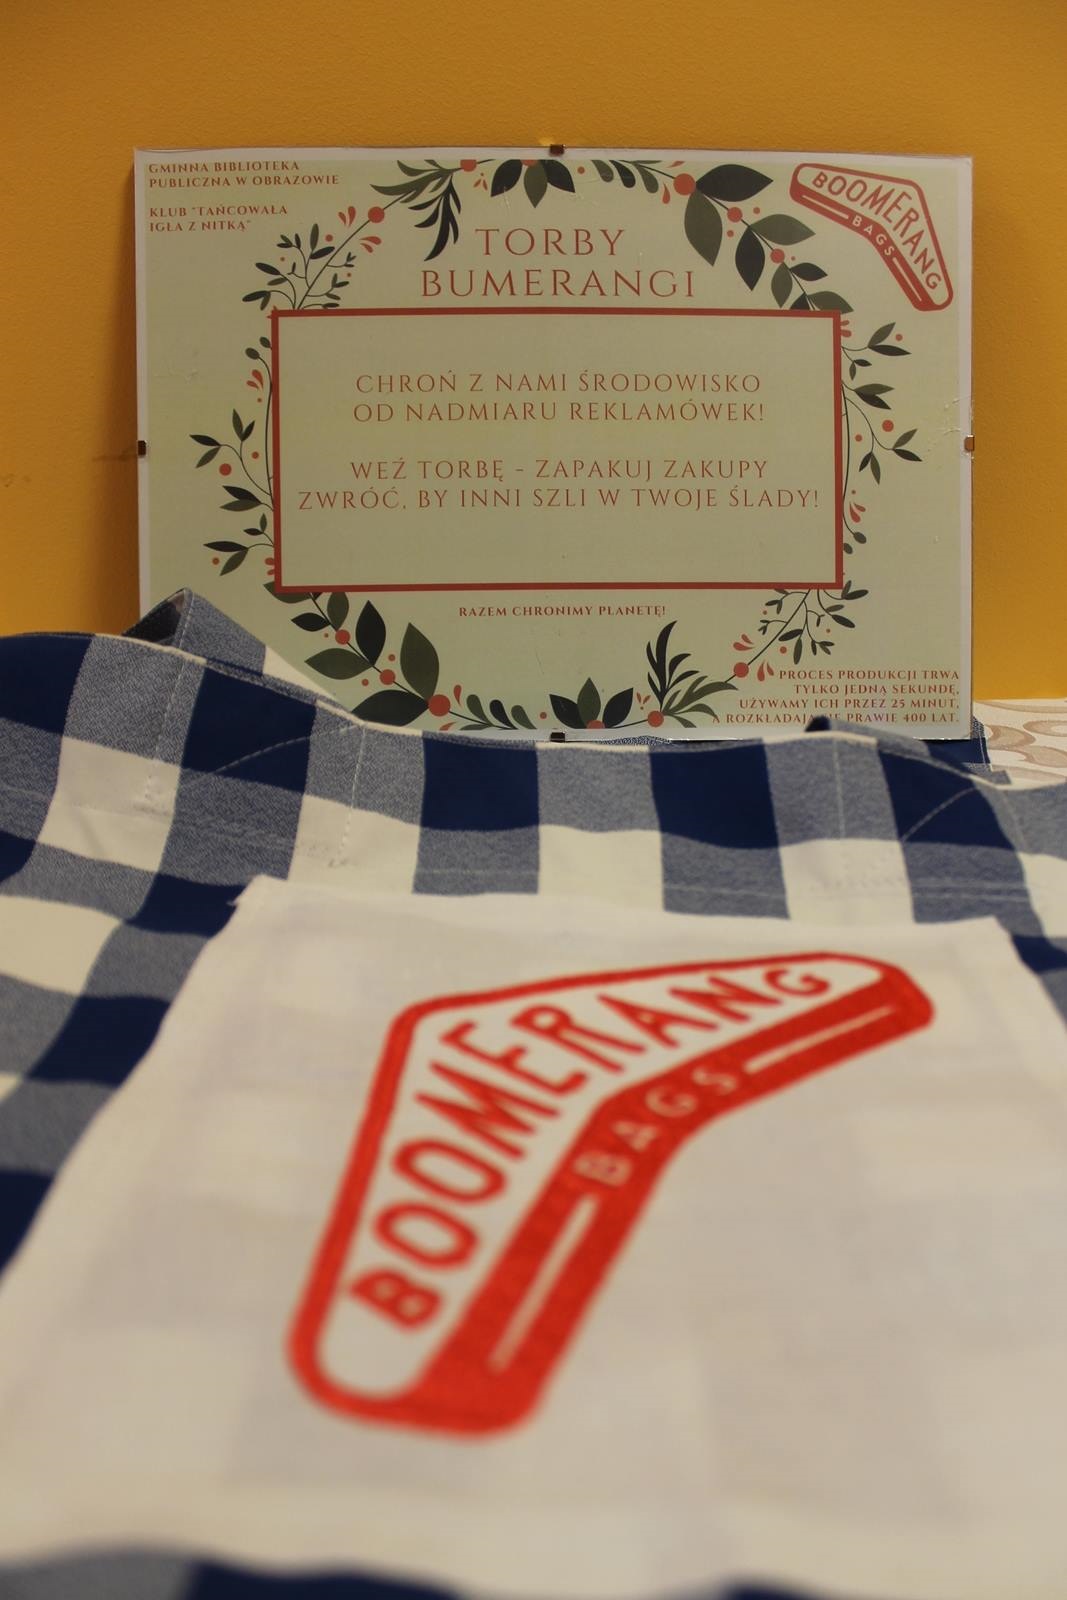 GMINNA BIBLIOTEKA
PUBLICZNA W OBRAZOWIE
KLUB "TAŃCOWAŁA
IGŁA Z NITKĄ"
BOOMERANG
BAGS
TORBY
BUMERANGI
CHROŃ Z NAMI ŚRODOWISKO
OD NADMIARU REKLAMÓWEK!
WEŹ TORBĘ - ZAPAKUJ ZAKUPY
ZWRÓĆ, BY INNI SZLI W TWOJE ŚLADY!
RAZEM CHRONIMY PLANETĘ!
PROCES PRODUKCJI TRWA
TYLKO JEDNĄ SEKUNDĘ,
UŻYWAMY ICH PRZEZ 25 MINUT,
A PRAWIE 400 LAT.
BOOMERANG
BAGS